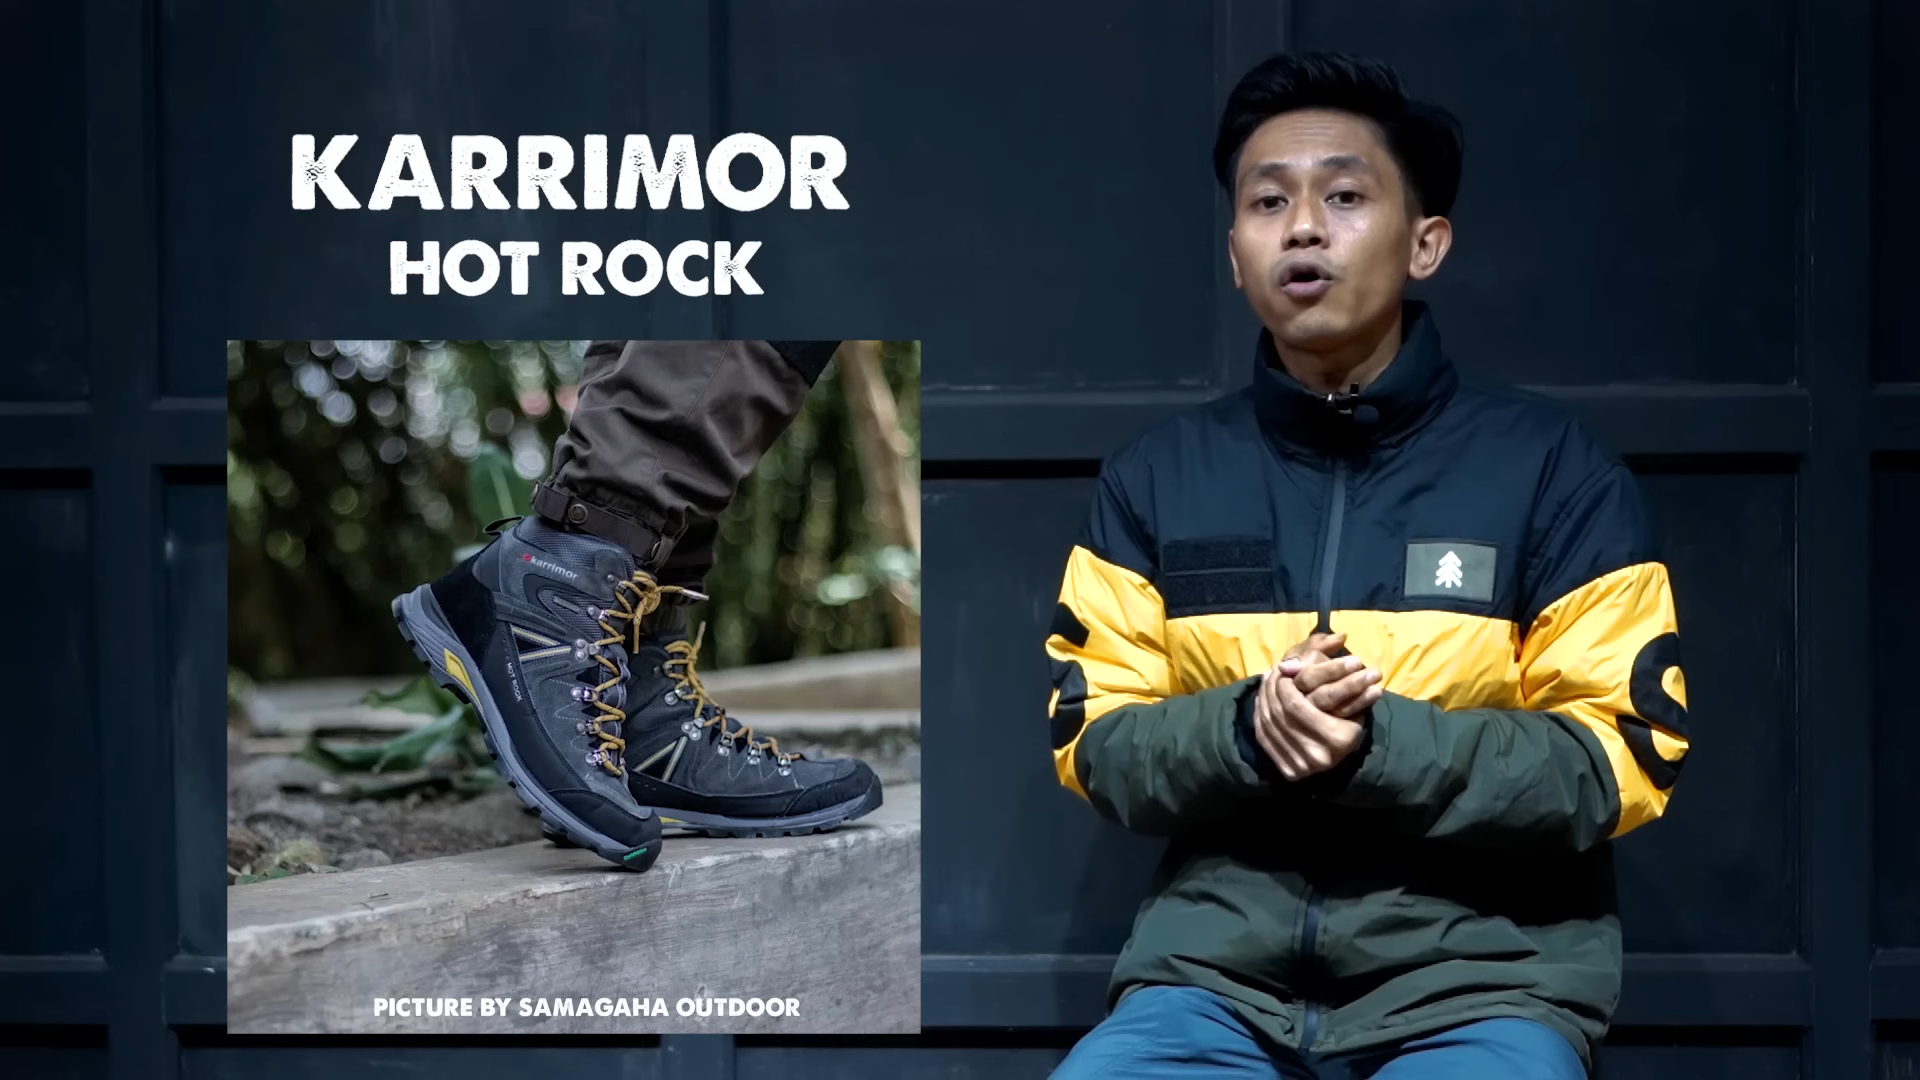 KARRIMOR
HOT ROCK
karrimor
HOT ROCK
PICTURE BY SAMAGAHA OUTDOOR